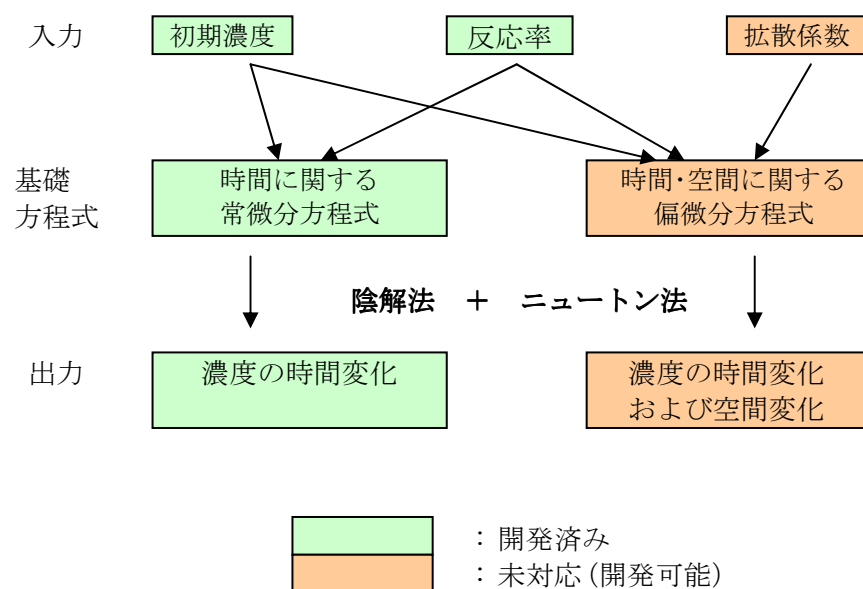 入力
初期濃度
反応率
拡散係数
基礎
方程式
時間に関する
常微分方程式
時間・空間に関する
偏微分方程式
陰解法 + ニュートン法
出力
濃度の時間変化
濃度の時間変化
および空間変化
:開発済み
:未対応(開発可能)